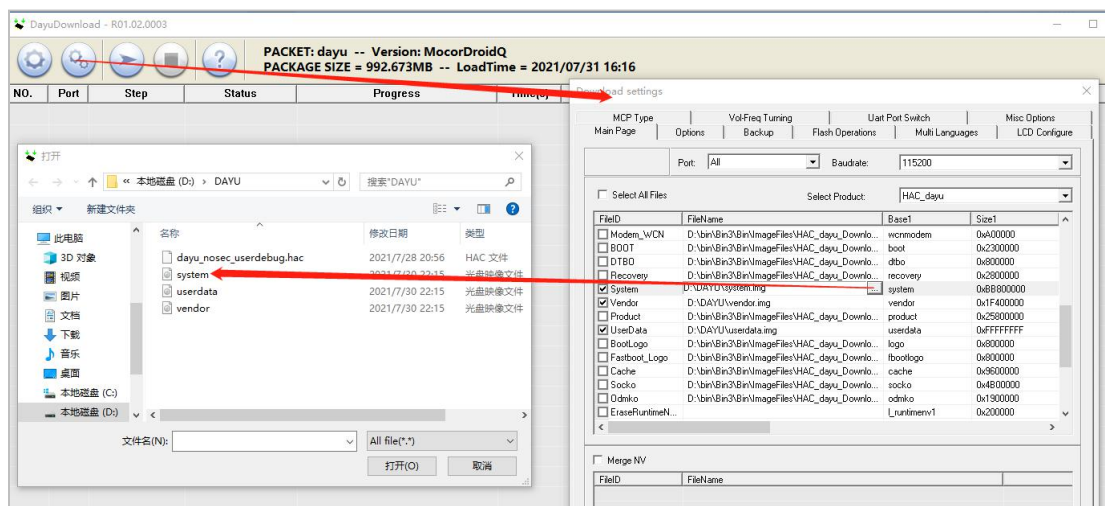 DayuDownload - R01.02.0003
PACKET: dayu -- Version: MocorDroidQ
PACKAGE SIZE = 992.673MB -- LoadTime = 2021/07/31 16:16
NO. Port Step Status Progress Time(s)
打开
« 本地磁盘 (D:) › DAYU
搜索"DAYU"
组织 新建文件夹
名称 修改日期 类型
此电脑
3D 对象
视频
图片
文档
下载
音乐
桌面
本地磁盘 (C:)
本地磁盘 (D:)
dayu_nosec_userdebug.hac 2021/7/28 20:56 HAC 文件
system 2021/7/30 22:15 光盘映像文件
userdata 2021/7/30 22:15 光盘映像文件
vendor 2021/7/30 22:15 光盘映像文件
文件名(N): All file(*.*)
打开(O) 取消
Download settings
MCP Type Vol-Freq Turning Uart Port Switch Misc Options
Main Page Options Backup Flash Operations Multi Languages LCD Configure
Port: All Baudrate: 115200
Select All Files Select Product: HAC_dayu
FileID FileName Base1 Size1
Modem_WCN D:\bin\Bin3\Bin\ImageFiles\HAC_dayu_Downlo... wcnmodem 0xA00000
BOOT D:\bin\Bin3\Bin\ImageFiles\HAC_dayu_Downlo... boot 0x2300000
DTBO D:\bin\Bin3\Bin\ImageFiles\HAC_dayu_Downlo... dtbo 0x800000
Recovery D:\bin\Bin3\Bin\ImageFiles\HAC_dayu_Downlo... recovery 0x2800000
System D:\DAYU\system.img ... system 0xBB800000
Vendor D:\DAYU\vendor.img vendor 0x1F400000
Product D:\bin\Bin3\Bin\ImageFiles\HAC_dayu_Downlo... product 0x25800000
UserData D:\DAYU\userdata.img userdata 0xFFFFFFFF
BootLogo D:\bin\Bin3\Bin\ImageFiles\HAC_dayu_Downlo... logo 0x800000
Fastboot_Logo D:\bin\Bin3\Bin\ImageFiles\HAC_dayu_Downlo... fbootlogo 0x800000
Cache D:\bin\Bin3\Bin\ImageFiles\HAC_dayu_Downlo... cache 0x9600000
Socko D:\bin\Bin3\Bin\ImageFiles\HAC_dayu_Downlo... socko 0x4B00000
Odmko D:\bin\Bin3\Bin\ImageFiles\HAC_dayu_Downlo... odmko 0x1900000
EraseRuntimeN... l_runtimenv1 0x200000
Merge NV
FileID FileName